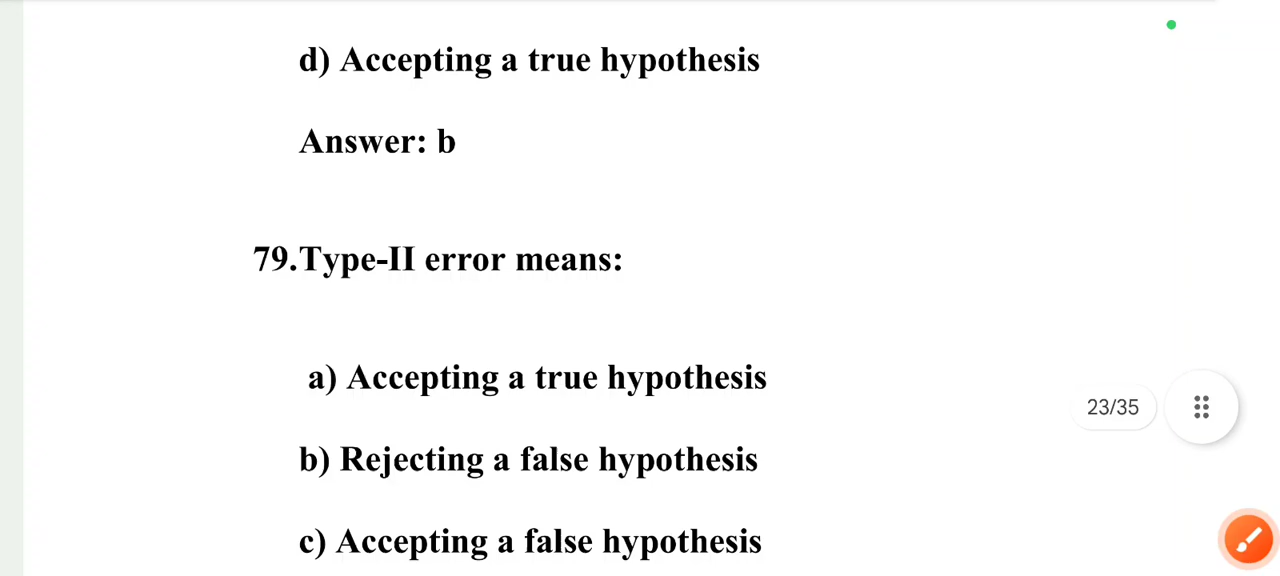 d) Accepting a true hypothesis
Answer: b
79.Type-II error means:
a) Accepting a true hypothesis
b) Rejecting a false hypothesis
23/35
c) Accepting a false hypothesis